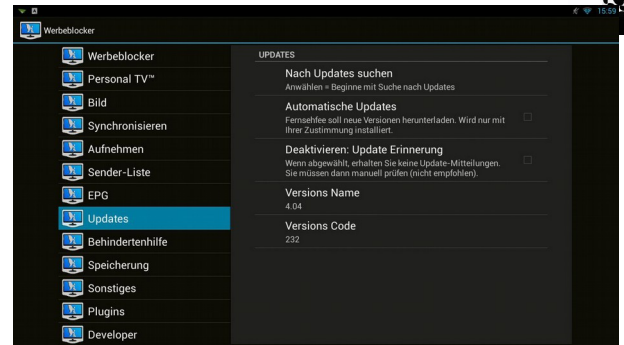 15:59
Werbeblocker
Werbeblocker
Personal TV™
Bild
Synchronisieren
Aufnehmen
Sender-Liste
EPG
Updates
Behindertenhilfe
Speicherung
Sonstiges
Plugins
Developer
UPDATES
Nach Updates suchen
Anwählen = Beginne mit Suche nach Updates
Automatische Updates
Fernsehfee soll neue Versionen herunterladen. Wird nur mit
Ihrer Zustimmung installiert.
Deaktivieren: Update Erinnerung
Wenn abgewählt, erhalten Sie keine Update-Mitteilungen.
Sie müssen dann manuell prüfen (nicht empfohlen).
Versions Name
4.04
Versions Code
232